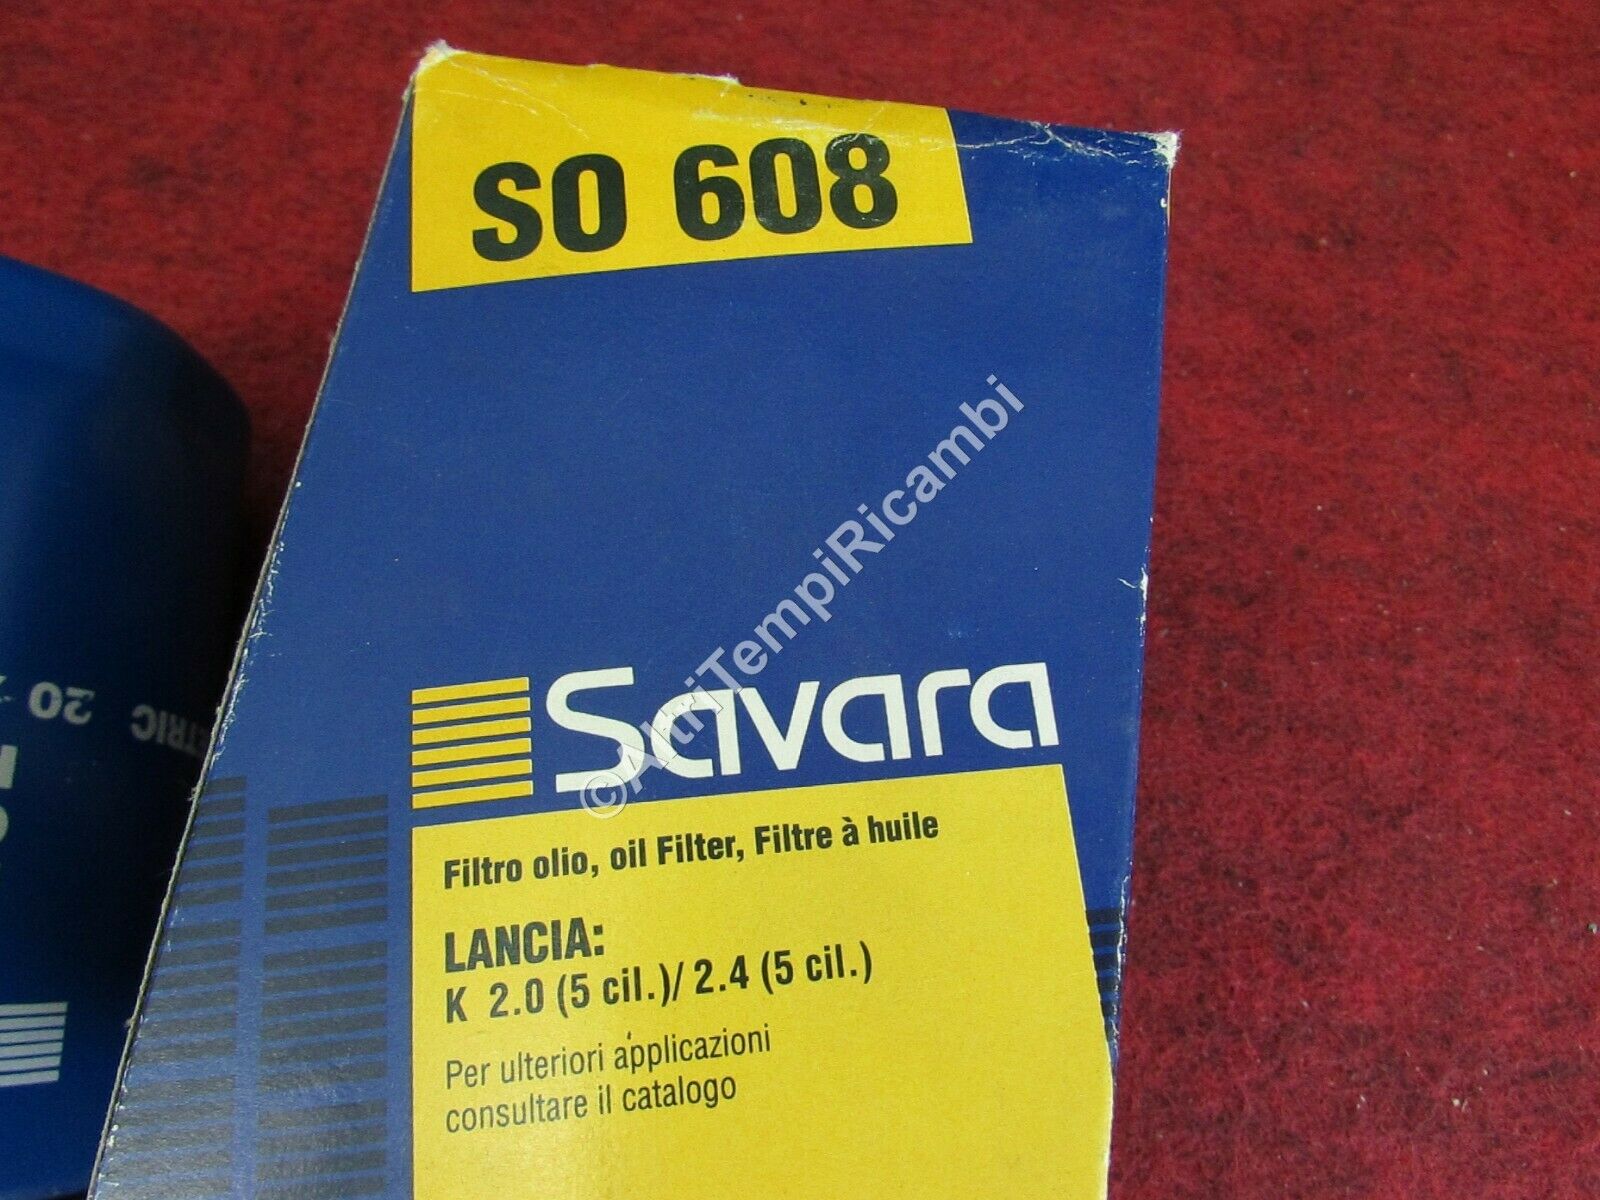 SO 608
Savara
Filtro olio, oil Filter, Filtre à huile
LANCIA:
K 2.0 (5 cil.)/ 2.4 (5 cil.)
Per ulteriori applicazioni
consultare il catalogo
©AltriTempiRicambi
20